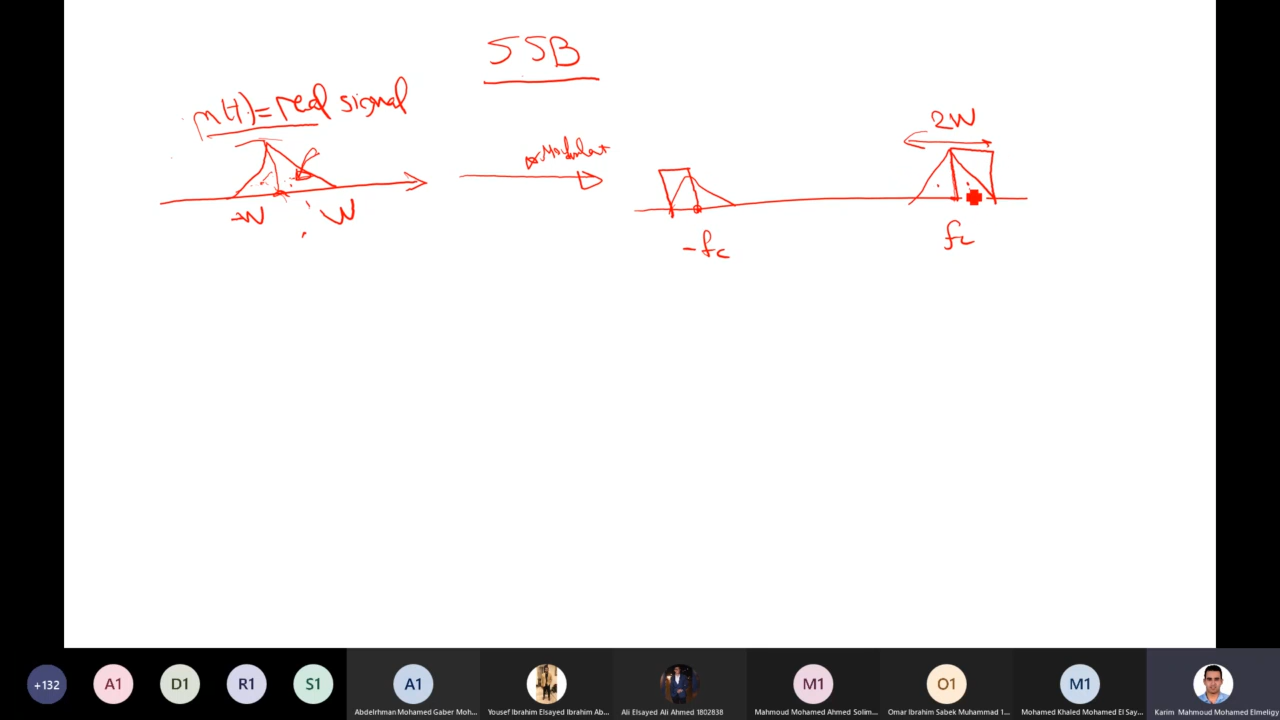 SSB
m(t) = real signal
2W
Modulat
-W W
-fc
fc
+132 A1 D1 R1 S1 A1 M1 O1 M1
Abdelrhman Mohamed Gaber Moh... Yousef Ibrahim Elsayed Ibrahim Ab... Ali Elsayed Ali Ahmed 1802838 Mahmoud Mohamed Ahmed Solim... Omar Ibrahim Sabek Muhammad 1... Mohamed Khaled Mohamed El Say... Karim Mahmoud Mohamed Elmelig